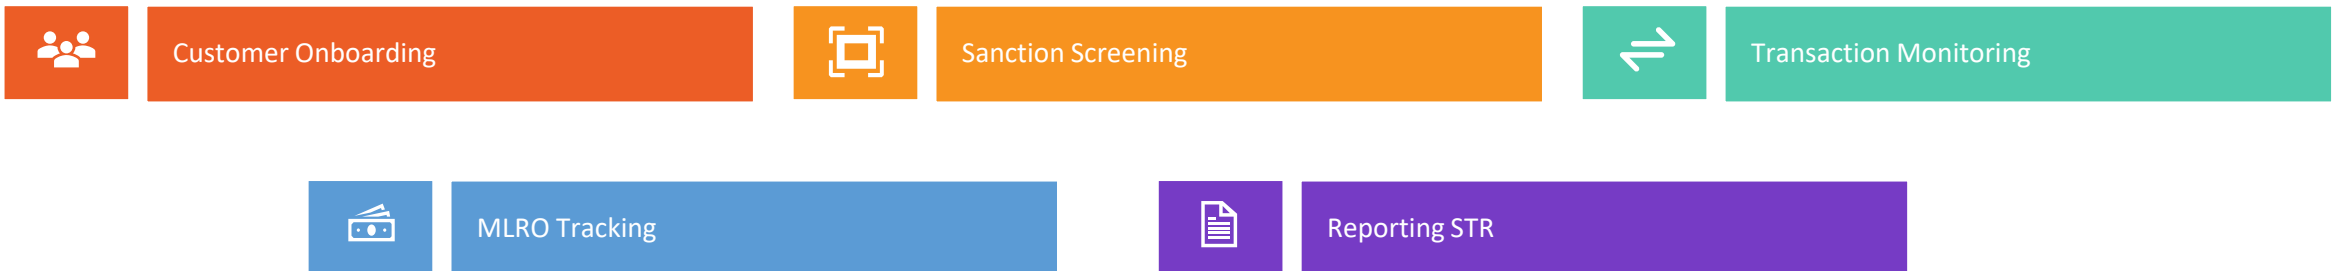 Customer Onboarding
Sanction Screening
Transaction Monitoring
MLRO Tracking
Reporting STR